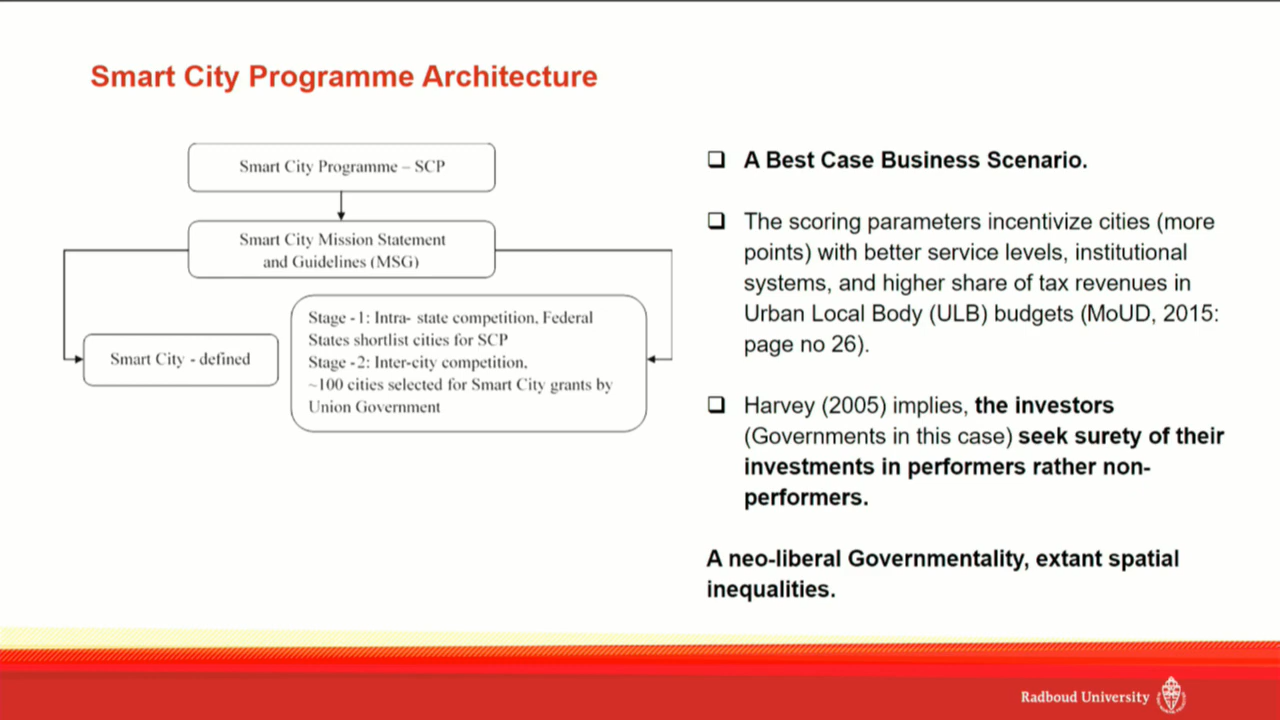 Smart City Programme Architecture
Smart City Programme – SCP
Smart City Mission Statement
and Guidelines (MSG)
Smart City - defined
Stage -1: Intra- state competition, Federal
States shortlist cities for SCP
Stage -2: Inter-city competition,
~100 cities selected for Smart City grants by
Union Government
A Best Case Business Scenario.
The scoring parameters incentivize cities (more
points) with better service levels, institutional
systems, and higher share of tax revenues in
Urban Local Body (ULB) budgets (MoUD, 2015:
page no 26).
Harvey (2005) implies, the investors
(Governments in this case) seek surety of their
investments in performers rather non-
performers.
A neo-liberal Governmentality, extant spatial
inequalities.
Radboud University